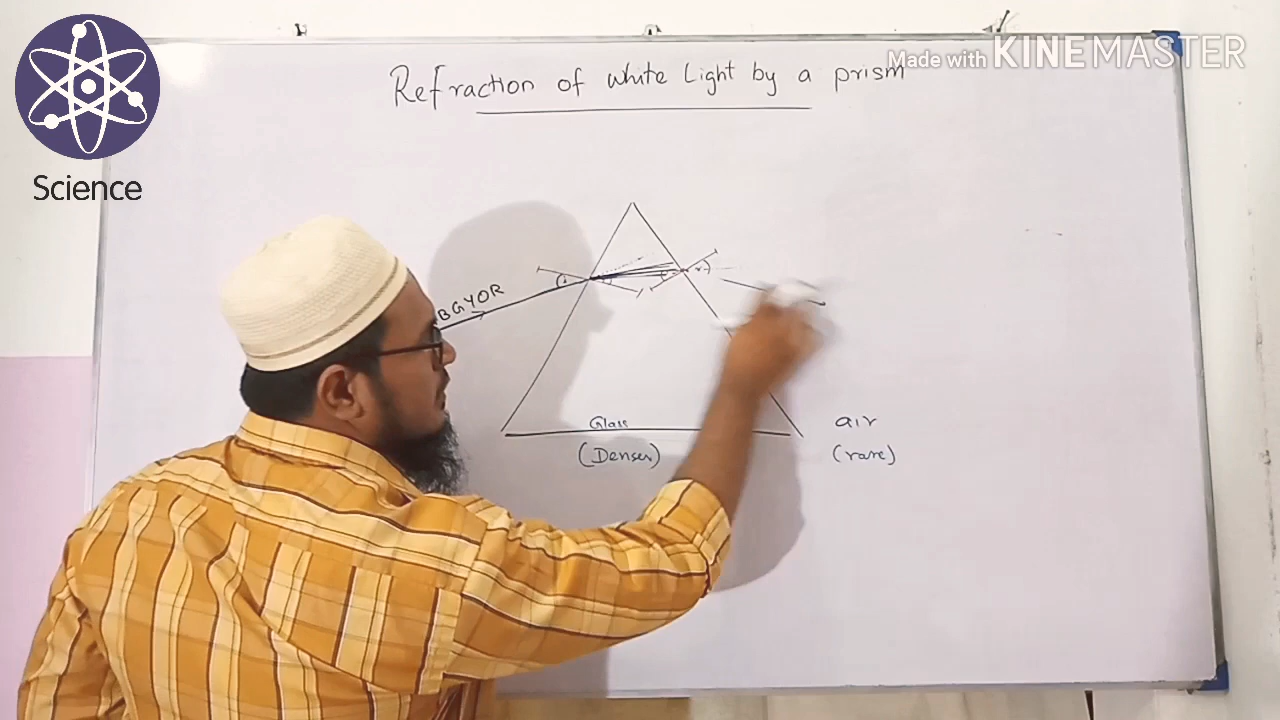 Made with KINEMASTER
Refraction of white Light by a prism
Science
BGYOR
i
r
Glass
(Denser)
air
(rare)